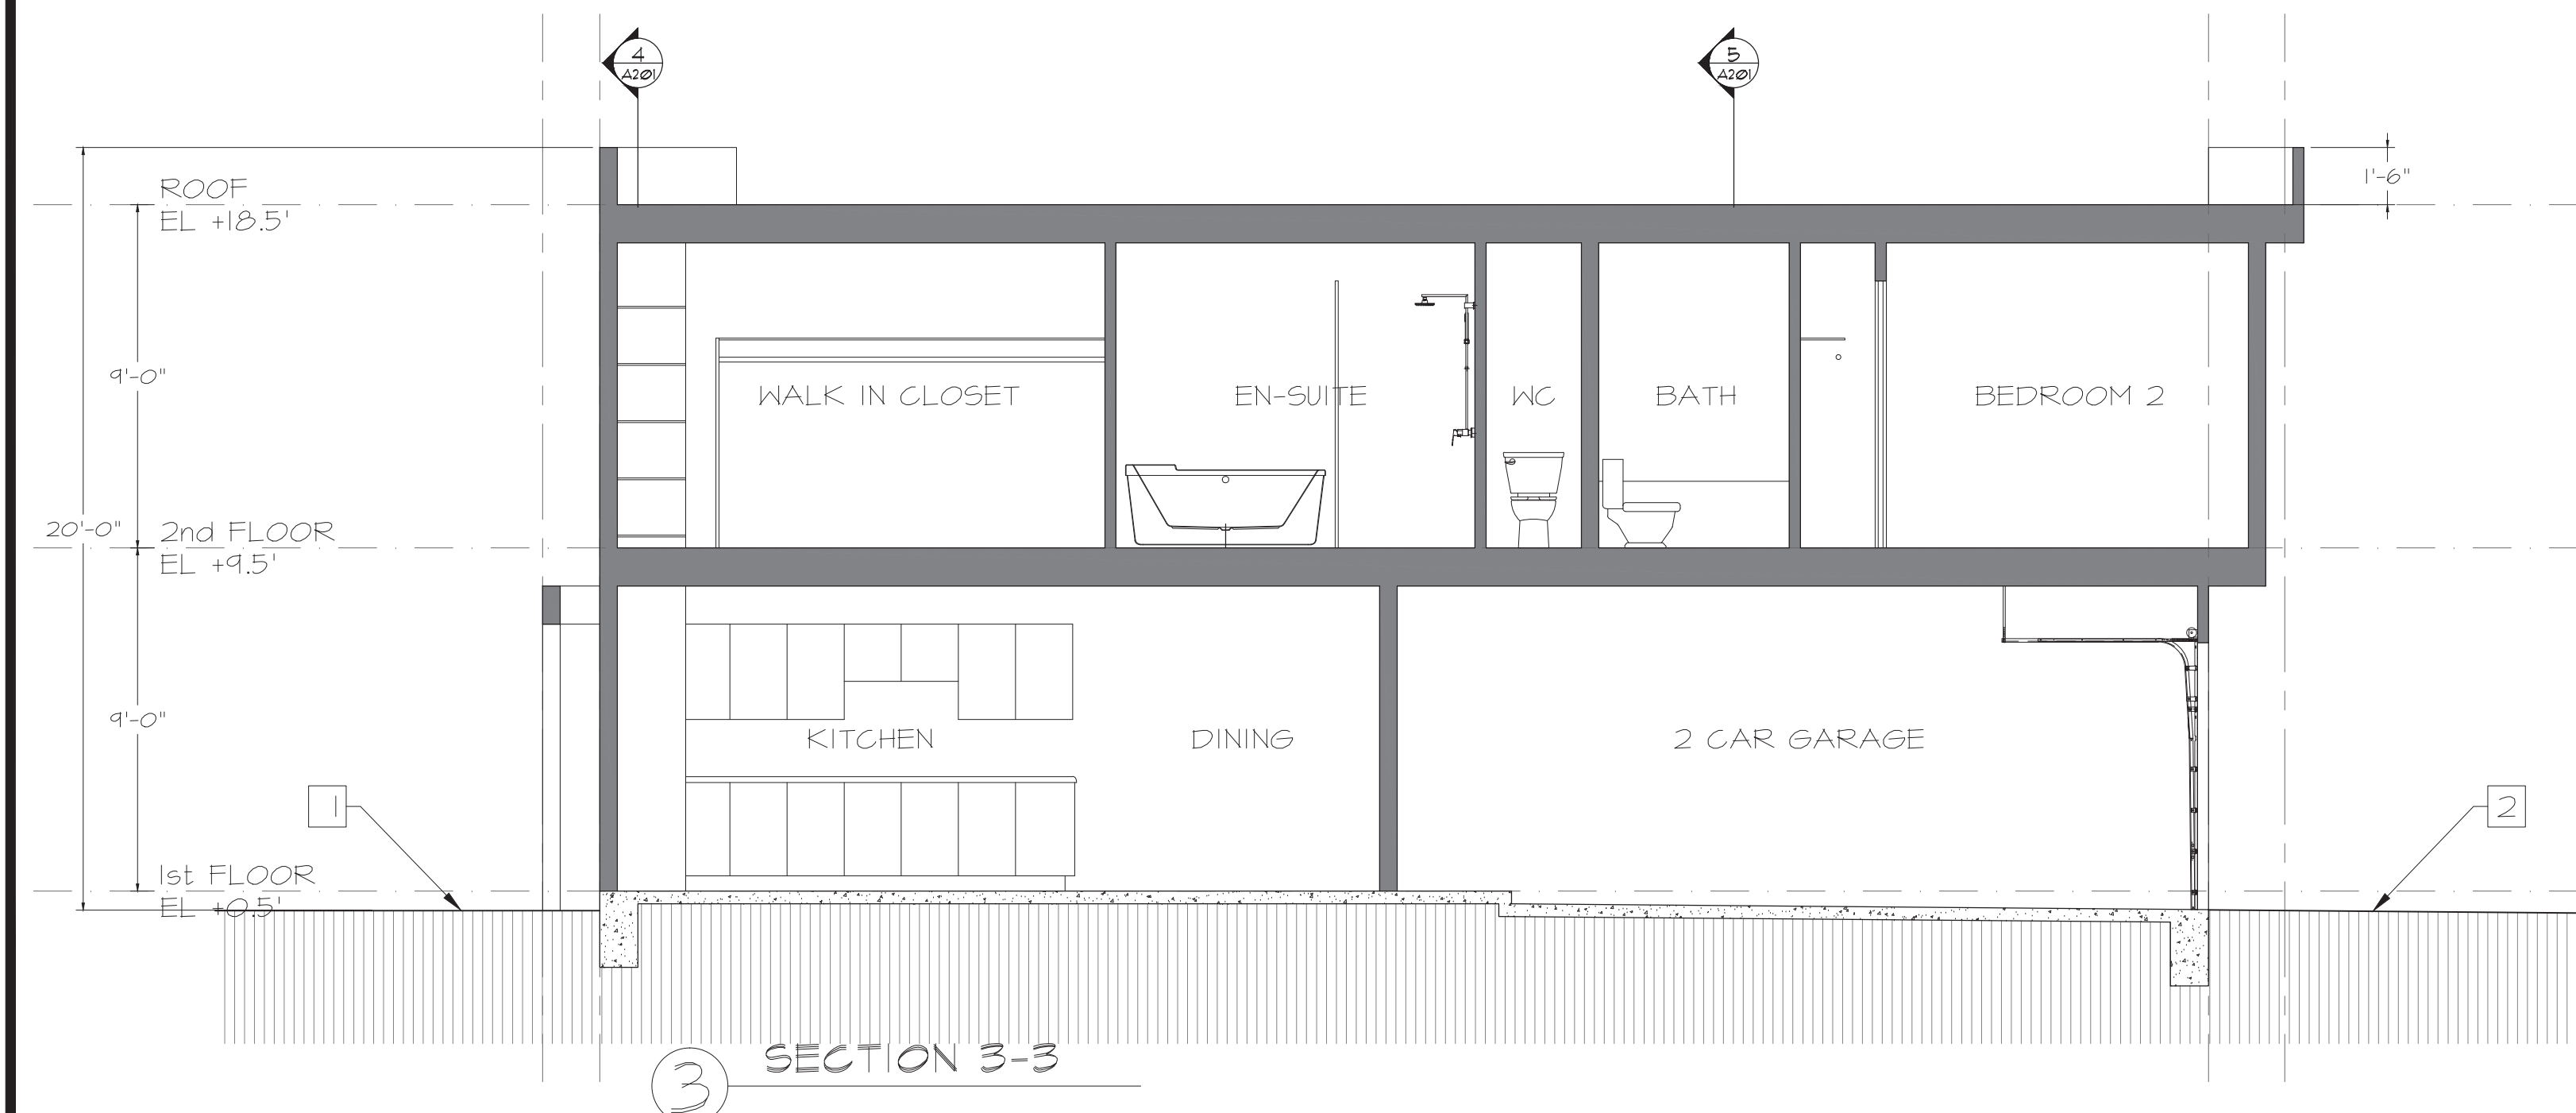 4
A201
5
A201
1'-6"
ROOF
EL +18.5'
9'-0"
WALK IN CLOSET
EN-SUITE
WC
BATH
BEDROOM 2
20'-0"
2nd FLOOR
EL +9.5'
9'-0"
KITCHEN
DINING
2 CAR GARAGE
1
2
1st FLOOR
EL +0.5'
3
SECTION 3-3